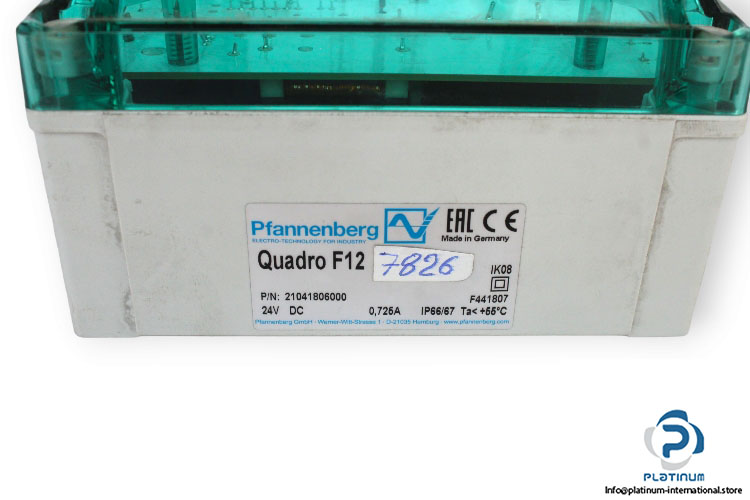 Pfannenberg
ELECTRO-TECHNOLOGY FOR INDUSTRY
EAC CE
Made in Germany
Quadro F12
7826
IK08
P/N: 21041806000
F441807
24V DC 0,725A IP66/67 Ta< +55°C
Pfannenberg GmbH · Werner-Witt-Strasse 1 · D-21035 Hamburg · www.pfannenberg.com
PLATINUM
Info@platinum-international.store